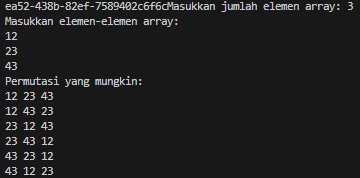 ea52-438b-82ef-7589402c6f6cMasukkan jumlah elemen array: 3
Masukkan elemen-elemen array:
12
23
43
Permutasi yang mungkin:
12 23 43
12 43 23
23 12 43
23 43 12
43 23 12
43 12 23